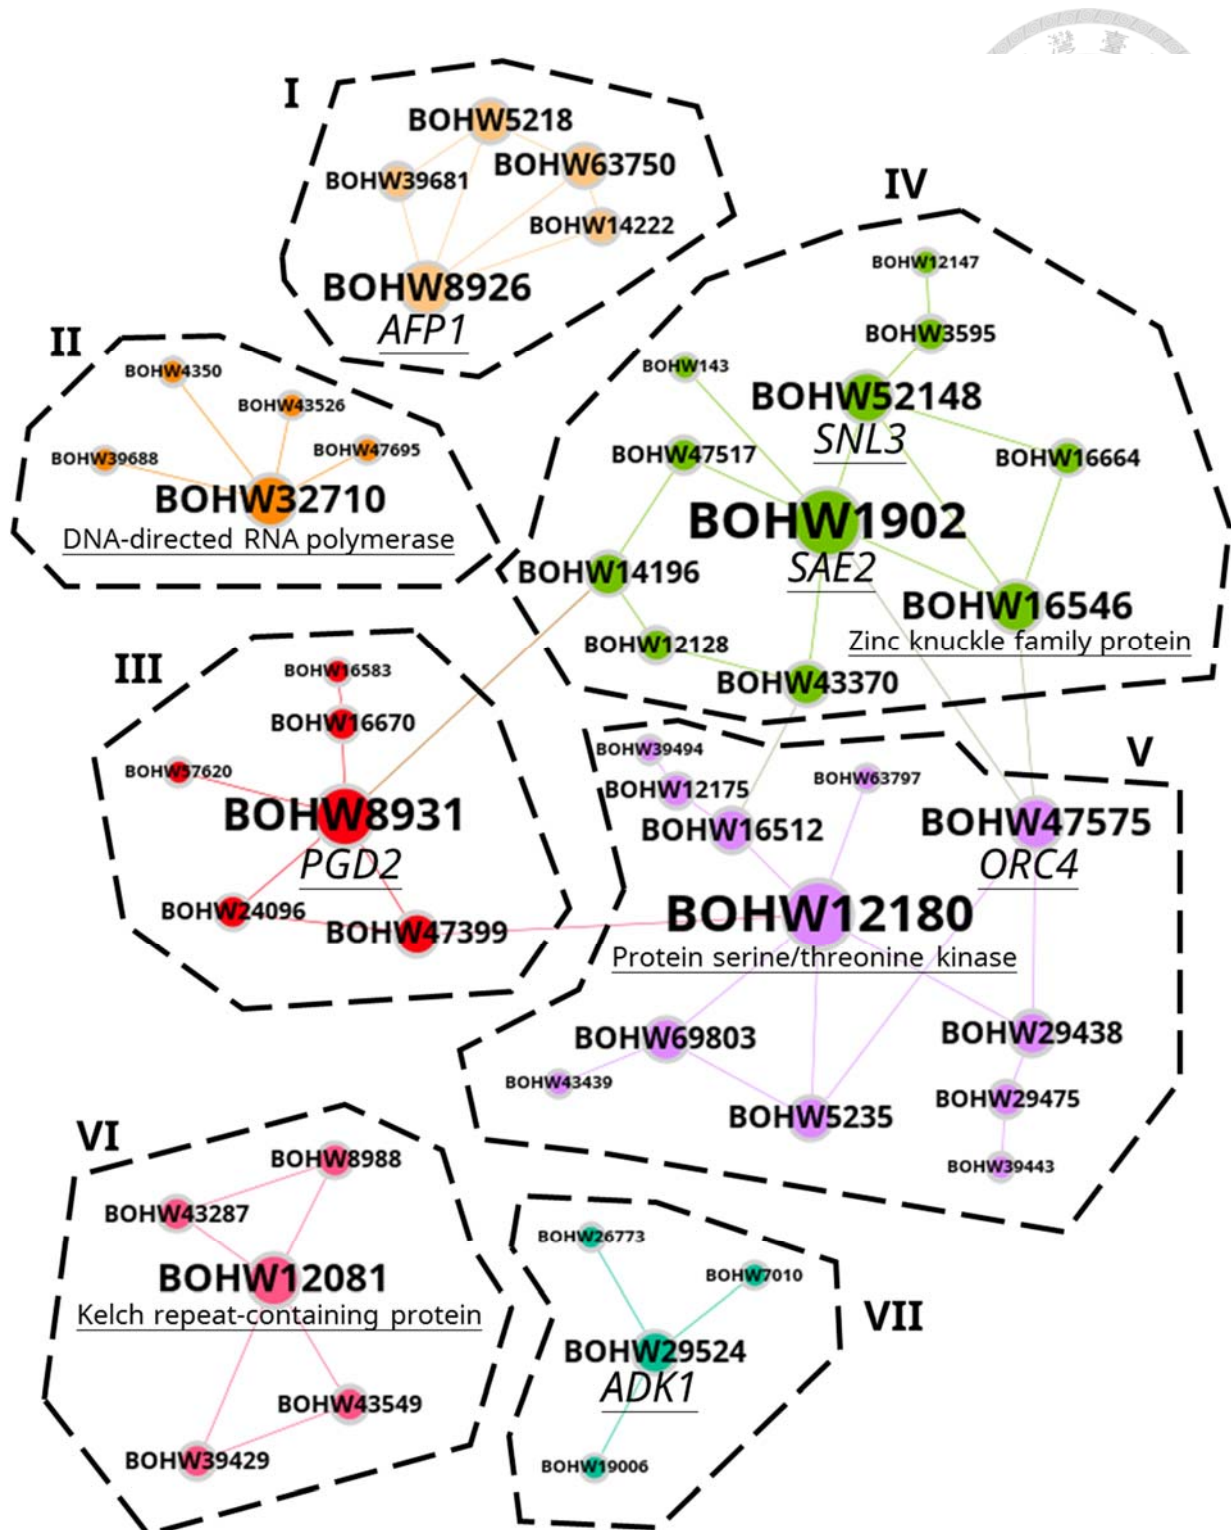 灣臺
I
BOHW5218
BOHW63750
BOHW39681
BOHW14222
BOHW8926
AFP1
II
BOHW4350
BOHW43526
BOHW39688
BOHW47695
BOHW32710
DNA-directed RNA polymerase
III
BOHW16583
BOHW16670
BOHW57620
BOHW8931
PGD2
BOHW24096
BOHW47399
IV
BOHW12147
BOHW3595
BOHW143
BOHW52148
SNL3
BOHW47517
BOHW16664
BOHW1902
SAE2
BOHW14196
BOHW16546
Zinc knuckle family protein
BOHW12128
BOHW43370
V
BOHW39494
BOHW12175
BOHW63797
BOHW16512
BOHW47575
ORC4
BOHW12180
Protein serine/threonine kinase
BOHW69803
BOHW29438
BOHW43439
BOHW5235
BOHW29475
BOHW39443
VI
BOHW8988
BOHW43287
BOHW12081
Kelch repeat-containing protein
BOHW43549
BOHW39429
VII
BOHW26773
BOHW7010
BOHW29524
ADK1
BOHW19006